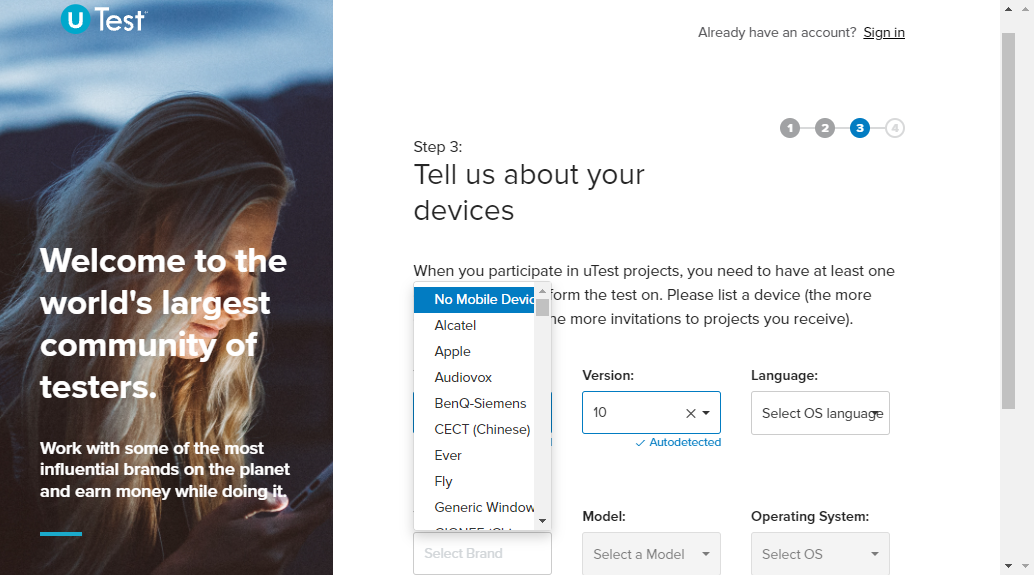 uTest
Already have an account? Sign in
1 2 3 4
Step 3:
Tell us about your
devices
Welcome to the
world's largest
community of
testers.
Work with some of the most
influential brands on the planet
and earn money while doing it.
When you participate in uTest projects, you need to have at least one
form the test on. Please list a device (the more
more invitations to projects you receive).
No Mobile Devic
Alcatel
Apple
Audiovox
BenQ-Siemens
CECT (Chinese)
Ever
Fly
Generic Window
Version:
Language:
10
Select OS language
Autodetected
Model:
Operating System:
Select Brand
Select a Model
Select OS